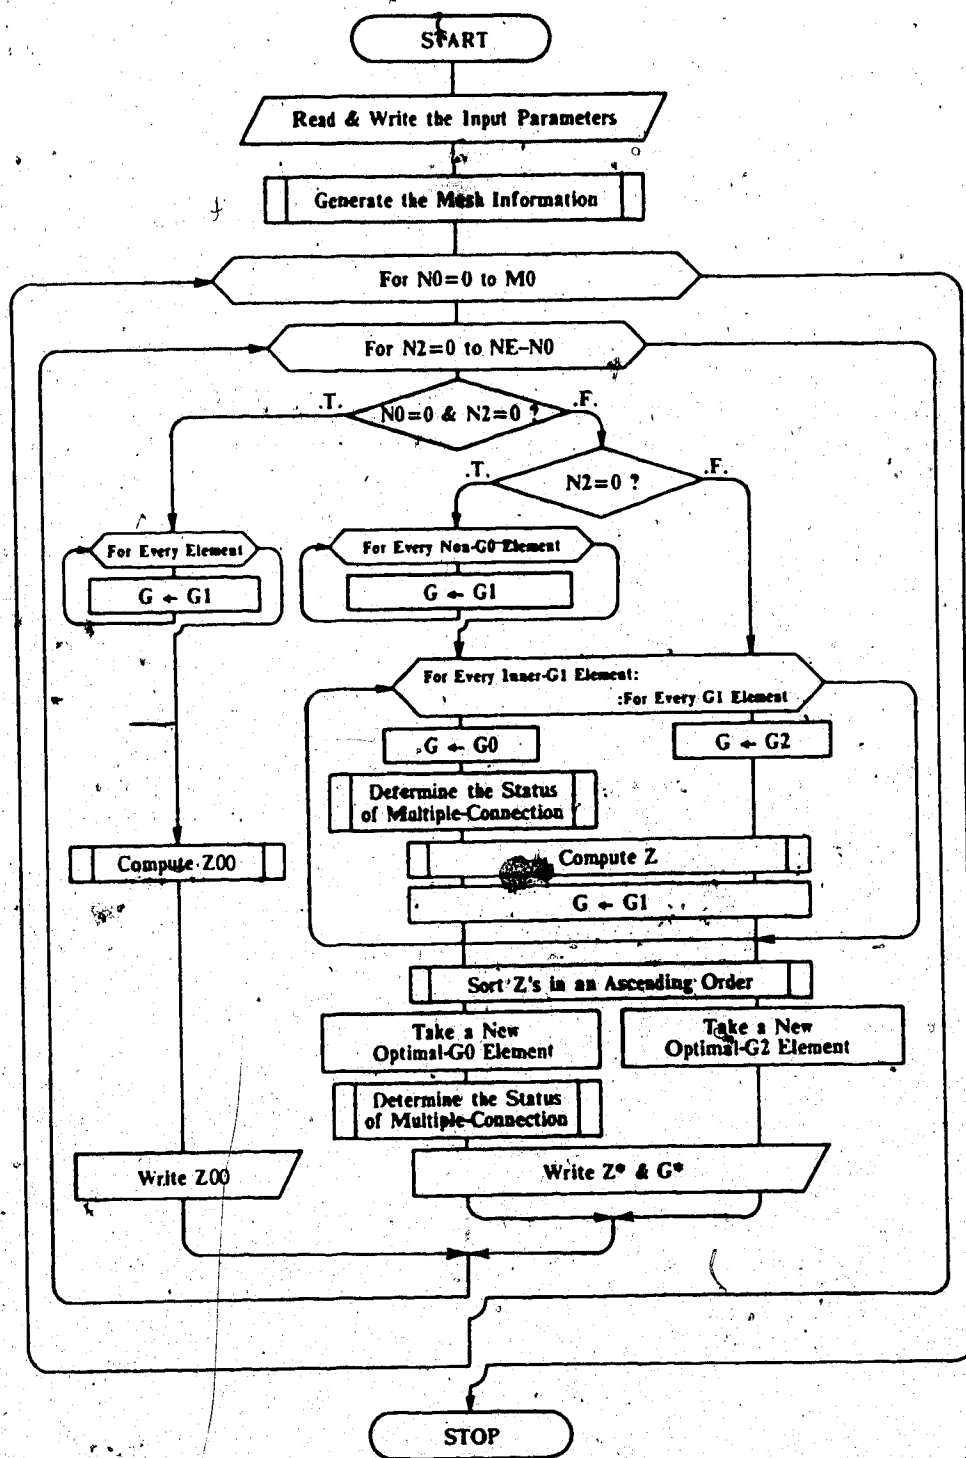 START
Read & Write the Input Parameters
Generate the Mesh Information
For N0=0 to M0
For N2=0 to NE-N0
.T.
N0=0 & N2=0 ?
.F.
.T.
N2=0 ?
.F.
For Every Element
For Every Non-G0 Element
G ← G1
G ← G1
For Every Inner-G1 Element:
:For Every G1 Element
G ← G0
G ← G2
Determine the Status
of Multiple-Connection
Compute Z00
Compute Z
G ← G1
Sort Z's in an Ascending Order
Take a New
Optimal-G0 Element
Take a New
Optimal-G2 Element
Determine the Status
of Multiple-Connection
Write Z00
Write Z* & G*
STOP